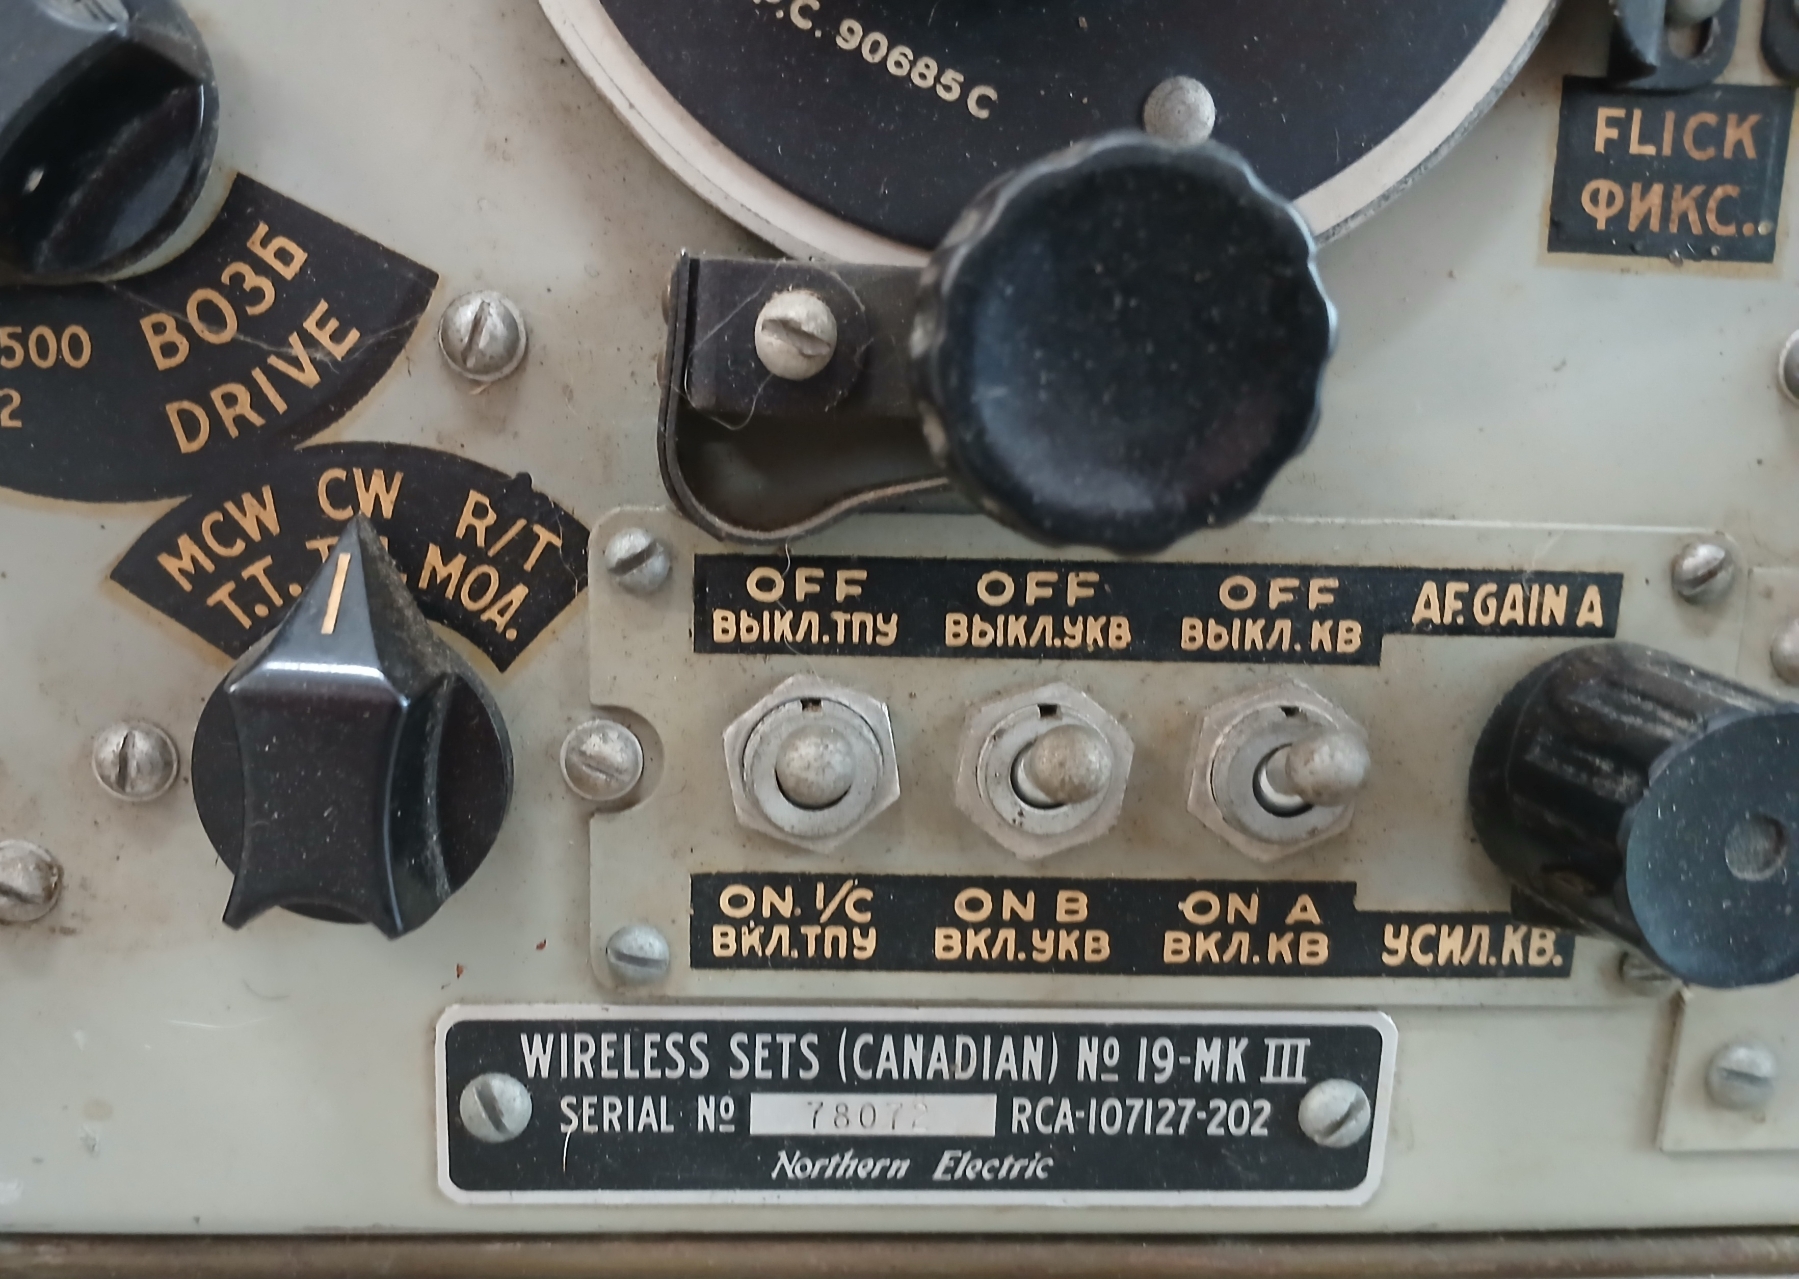 P.C. 90685C
FLICK
ФИКС..
ВОЗБ
DRIVE
500
2
MCW CW R/T
Т.Т. МОД.
OFF OFF OFF AF. GAIN A
ВЫКЛ.ТПУ ВЫКЛ.УКВ ВЫКЛ. КВ
ON. I/C ON B ON A
ВКЛ.ТПУ ВКЛ.УКВ ВКЛ.КВ УСИЛ.КВ.
WIRELESS SETS (CANADIAN) Nº 19-MK III
SERIAL Nº 78072 RCA-107127-202
Northern Electric